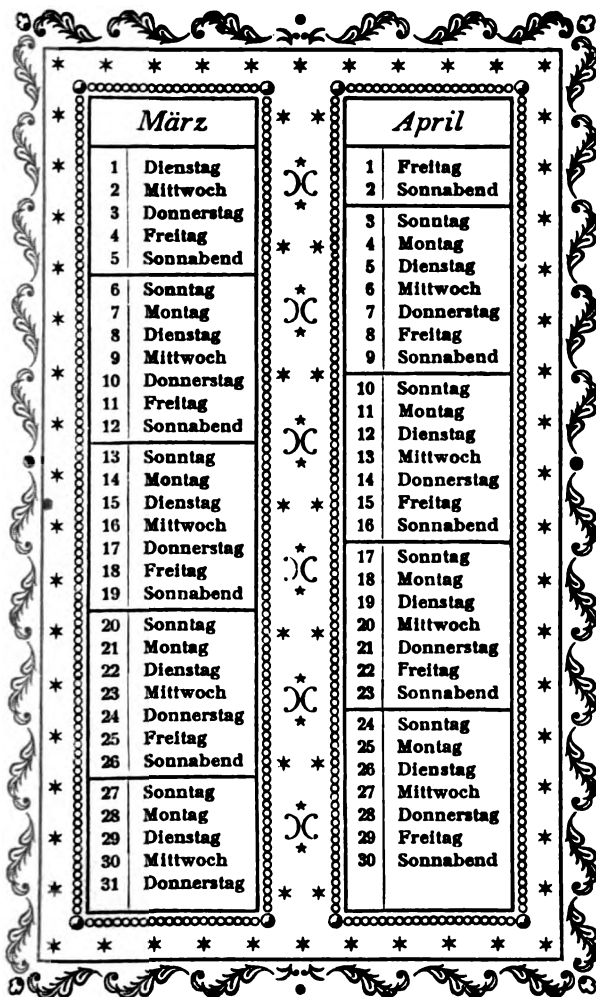 März
1 Dienstag
2 Mittwoch
3 Donnerstag
4 Freitag
5 Sonnabend
6 Sonntag
7 Montag
8 Dienstag
9 Mittwoch
10 Donnerstag
11 Freitag
12 Sonnabend
13 Sonntag
14 Montag
15 Dienstag
16 Mittwoch
17 Donnerstag
18 Freitag
19 Sonnabend
20 Sonntag
21 Montag
22 Dienstag
23 Mittwoch
24 Donnerstag
25 Freitag
26 Sonnabend
27 Sonntag
28 Montag
29 Dienstag
30 Mittwoch
31 Donnerstag
April
1 Freitag
2 Sonnabend
3 Sonntag
4 Montag
5 Dienstag
6 Mittwoch
7 Donnerstag
8 Freitag
9 Sonnabend
10 Sonntag
11 Montag
12 Dienstag
13 Mittwoch
14 Donnerstag
15 Freitag
16 Sonnabend
17 Sonntag
18 Montag
19 Dienstag
20 Mittwoch
21 Donnerstag
22 Freitag
23 Sonnabend
24 Sonntag
25 Montag
26 Dienstag
27 Mittwoch
28 Donnerstag
29 Freitag
30 Sonnabend